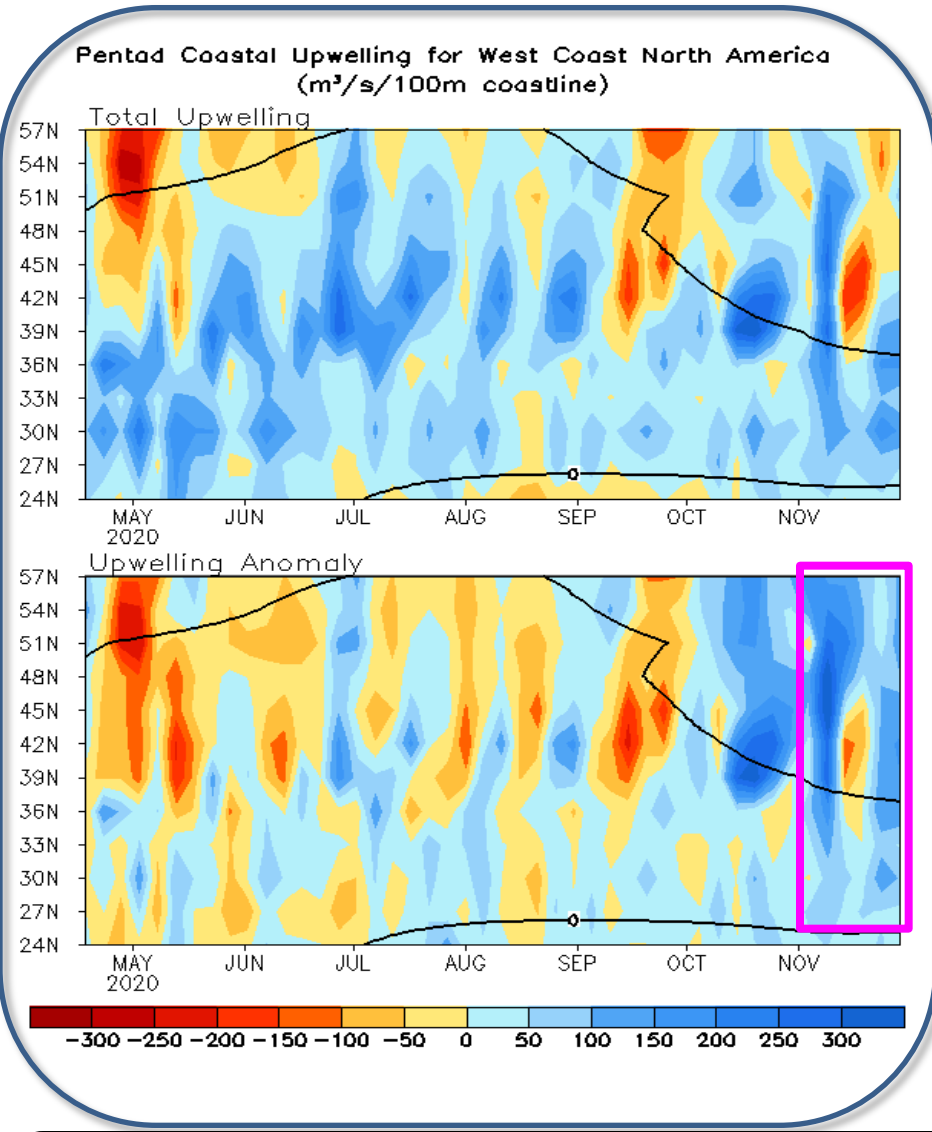 Pentad Coastal Upwelling for West Coast North America
(m³/s/100m coastline)
Total Upwelling
57N
54N
51N
48N
45N
42N
39N
36N
33N
30N
27N
24N
0
MAY JUN JUL AUG SEP OCT NOV
2020
Upwelling Anomaly
57N
54N
51N
48N
45N
42N
39N
36N
33N
30N
27N
24N
0
MAY JUN JUL AUG SEP OCT NOV
2020
-300 -250 -200 -150 -100 -50 0 50 100 150 200 250 300